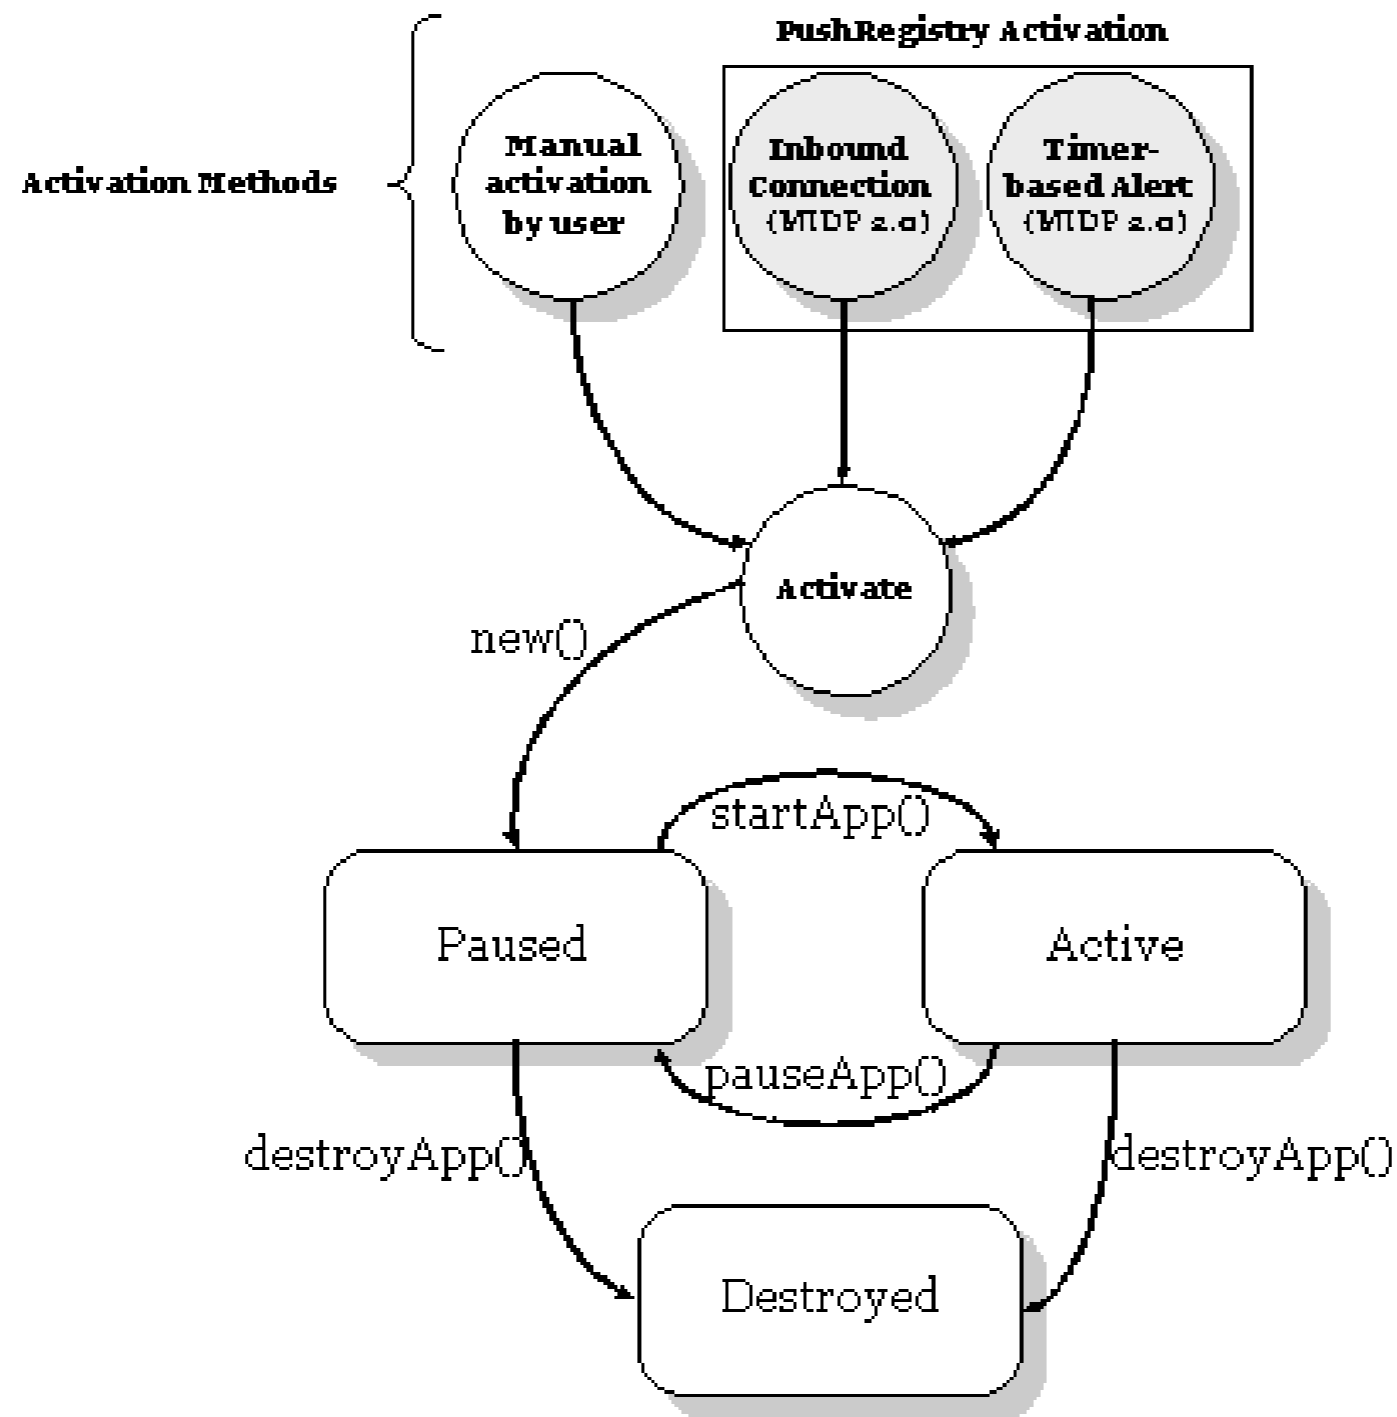 PushRegistry Activation
Activation Methods
Manual
activation
by user
Inbound
Connection
(MIDP 2.0)
Timer-
based Alert
(MIDP 2.0)
Activate
new()
startApp()
Paused
Active
pauseApp()
destroyApp()
destroyApp()
Destroyed